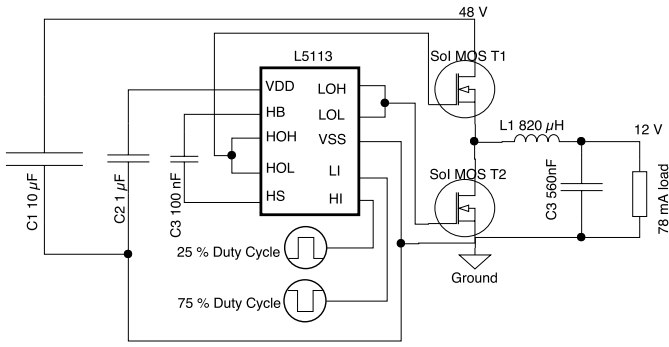 48 V
L5113
SoI MOS T1
VDD
HB
HOH
HOL
HS
LOH
LOL
VSS
LI
HI
L1 820 µH
12 V
SoI MOS T2
C1 10 µF
C2 1 µF
C3 100 nF
C3 560nF
78 mA load
25 % Duty Cycle
75 % Duty Cycle
Ground